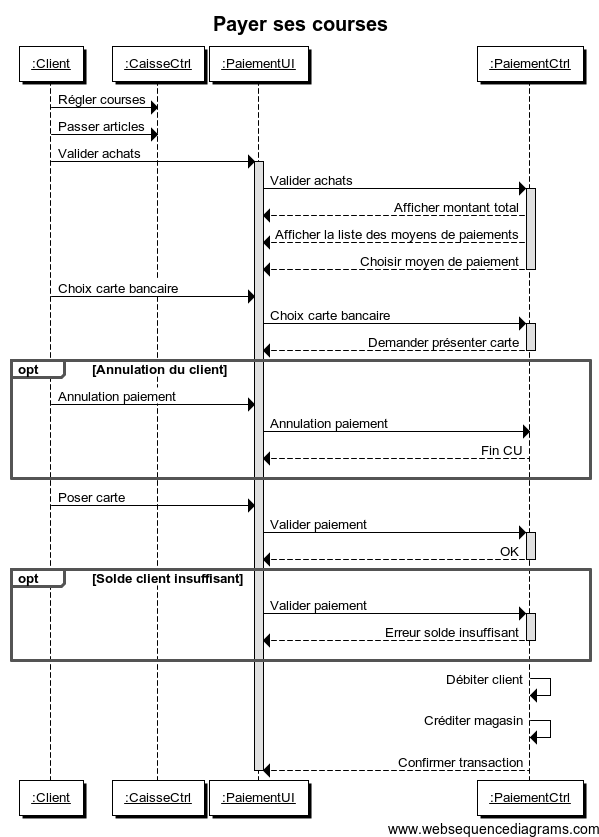 Payer ses courses
:Client :CaisseCtrl :PaiementUI :PaiementCtrl
Régler courses
Passer articles
Valider achats
Valider achats
Afficher montant total
Afficher la liste des moyens de paiements
Choisir moyen de paiement
Choix carte bancaire
Choix carte bancaire
Demander présenter carte
opt [Annulation du client]
Annulation paiement
Annulation paiement
Fin CU
Poser carte
Valider paiement
OK
opt [Solde client insuffisant]
Valider paiement
Erreur solde insuffisant
Débiter client
Créditer magasin
Confirmer transaction
:Client :CaisseCtrl :PaiementUI :PaiementCtrl
www.websequencediagrams.com